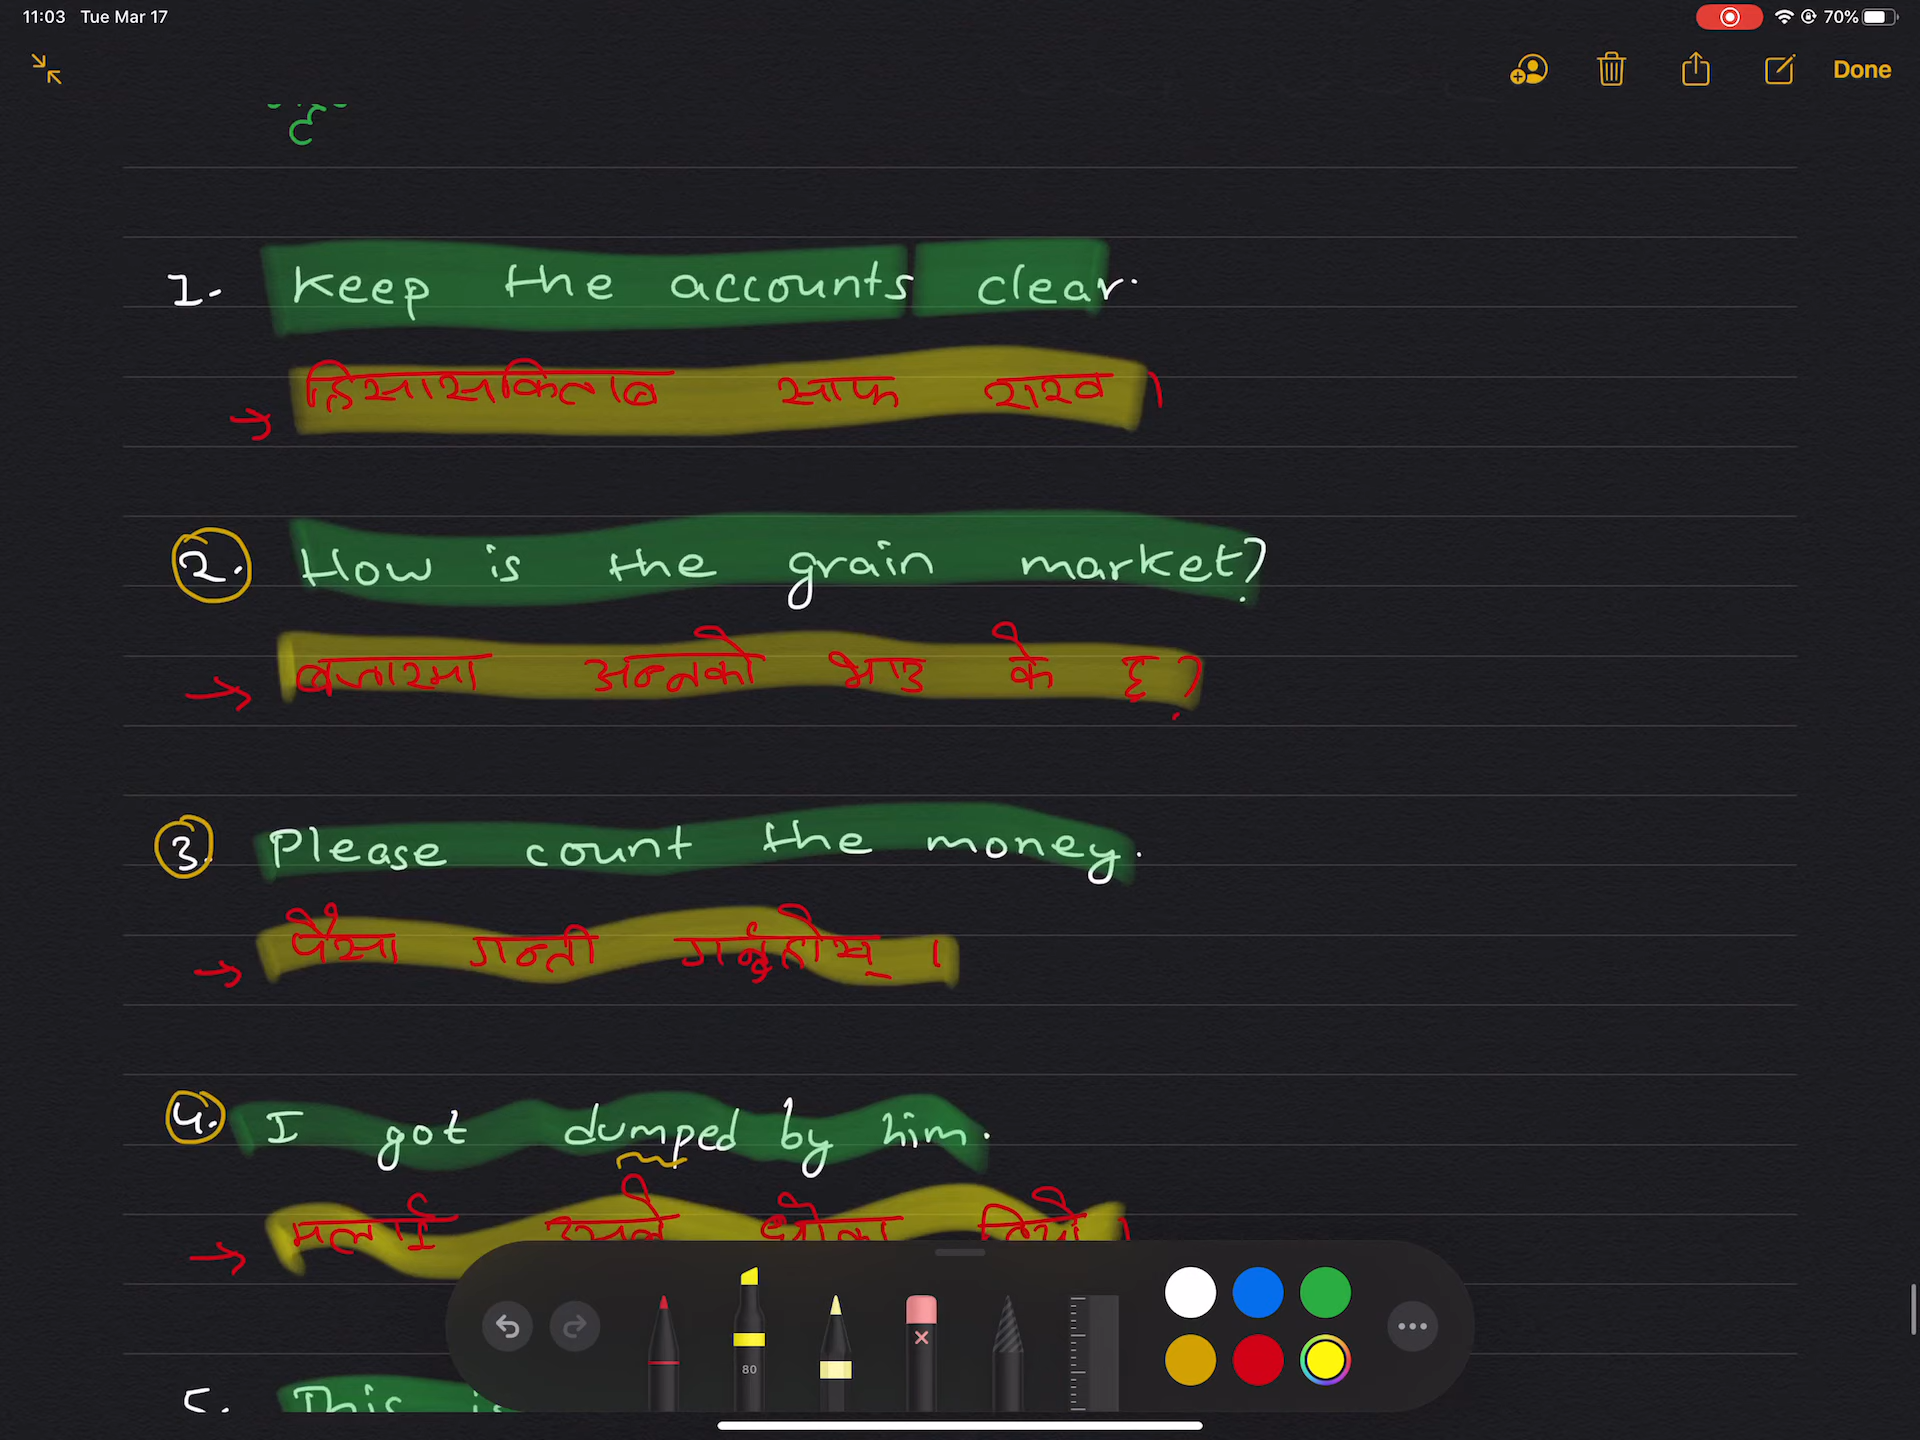 11:03 Tue Mar 17
70%
Done
1. Keep the accounts clear.
→ हिसासकिताब साफ राख ।
2. How is the grain market?
→ बजारमा अन्नको भाउ के छ ?
3. Please count the money.
→ पैसा गन्ती गर्नुहोस् ।
4. I got dumped by him.
→ मलाई उसले धोका दियो ।
80
5. This is